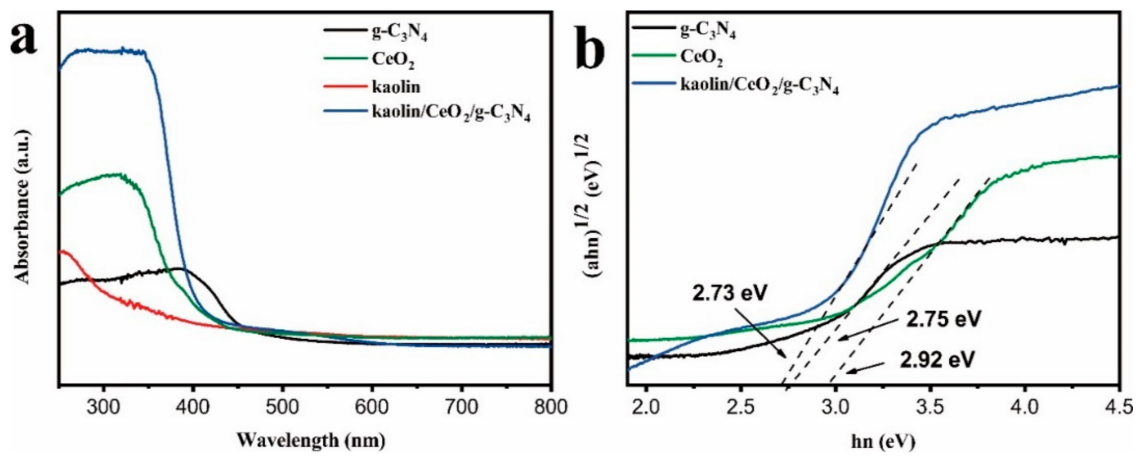 a
g-C₃N₄
CeO₂
kaolin
kaolin/CeO₂/g-C₃N₄
Absorbance (a.u.)
300 400 500 600 700 800
Wavelength (nm)
b
g-C₃N₄
CeO₂
kaolin/CeO₂/g-C₃N₄
(ahn)^1/2 (eV)^1/2
2.73 eV
2.75 eV
2.92 eV
2.0 2.5 3.0 3.5 4.0 4.5
hn (eV)